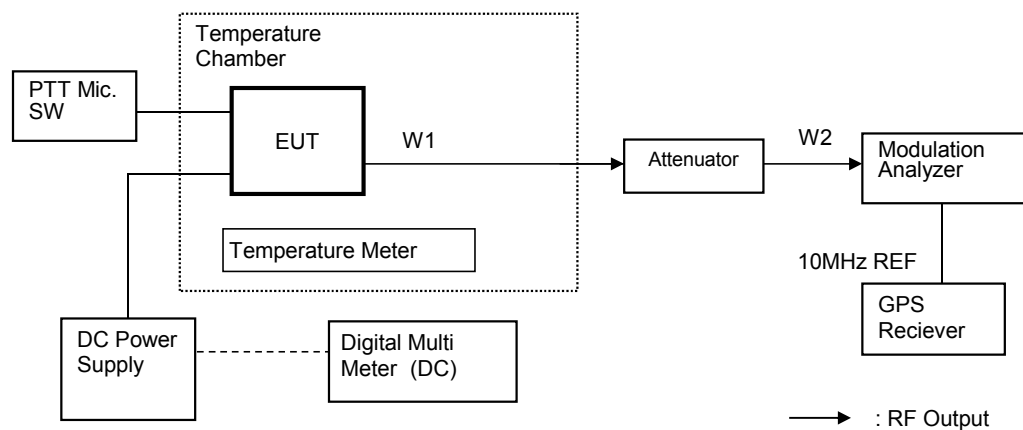 Temperature
Chamber
PTT Mic.
SW
EUT
W1
Attenuator
W2
Modulation
Analyzer
Temperature Meter
10MHz REF
GPS
Reciever
DC Power
Supply
Digital Multi
Meter (DC)
: RF Output